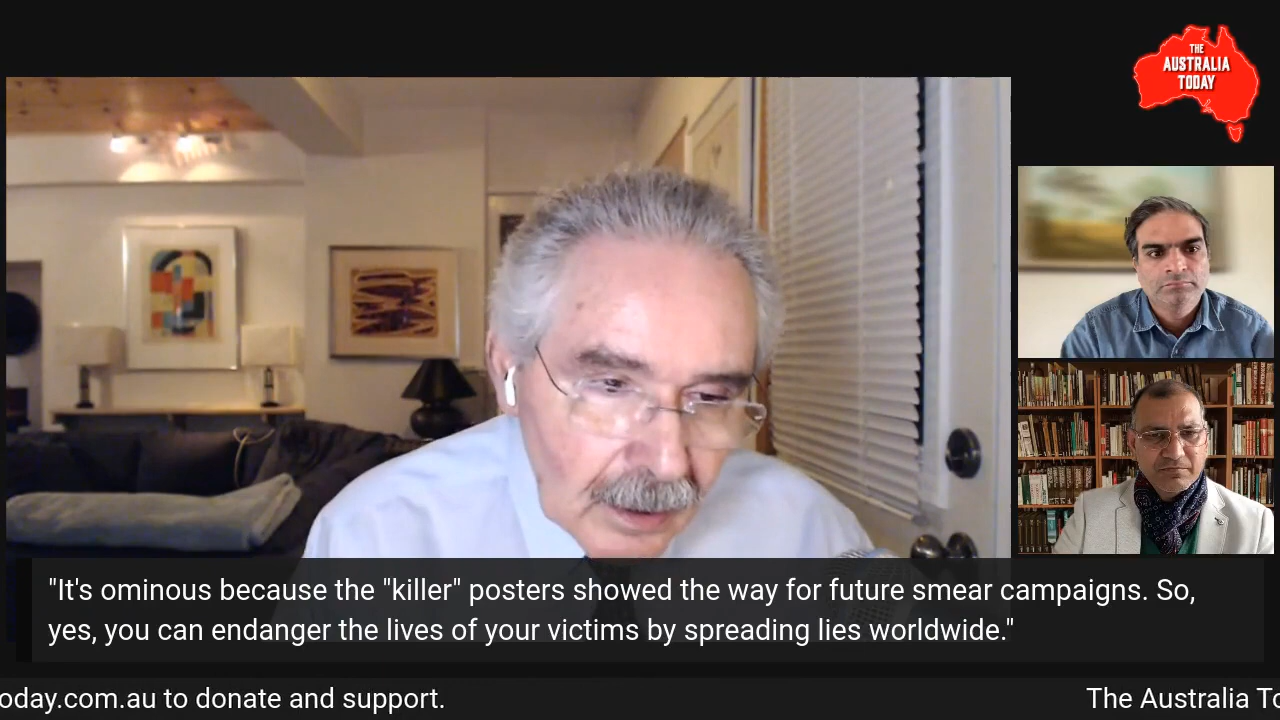 THE
AUSTRALIA
TODAY
"It's ominous because the "killer" posters showed the way for future smear campaigns. So,
yes, you can endanger the lives of your victims by spreading lies worldwide."
oday.com.au to donate and support.
The Australia To